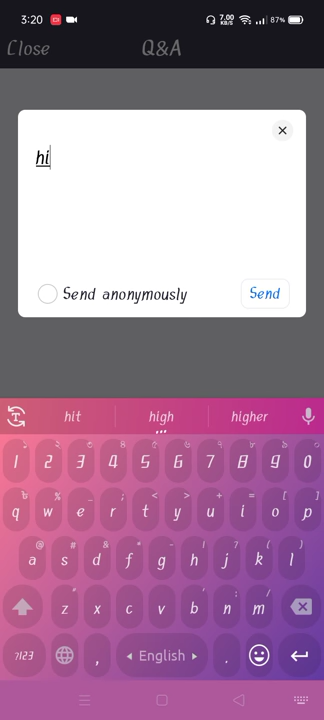 3:20 7.00 KB/S 87%
Close Q&A
hi
Send anonymously Send
hit high higher
1 2 3 4 5 6 7 8 9 0
q w e r t y u i o p
a s d f g h j k l
z x c v b n m
?123 , English .